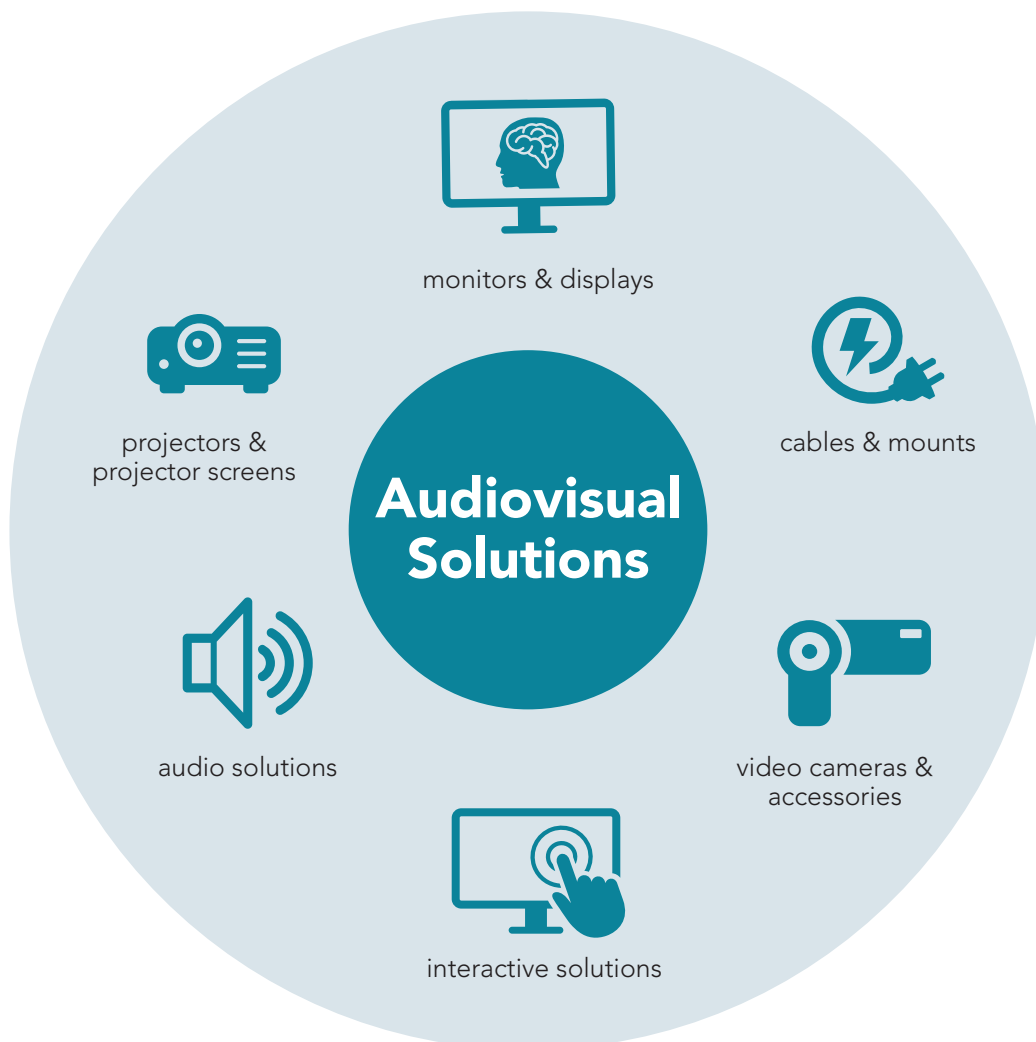 monitors & displays
projectors &
projector screens
cables & mounts
Audiovisual
Solutions
audio solutions
video cameras &
accessories
interactive solutions